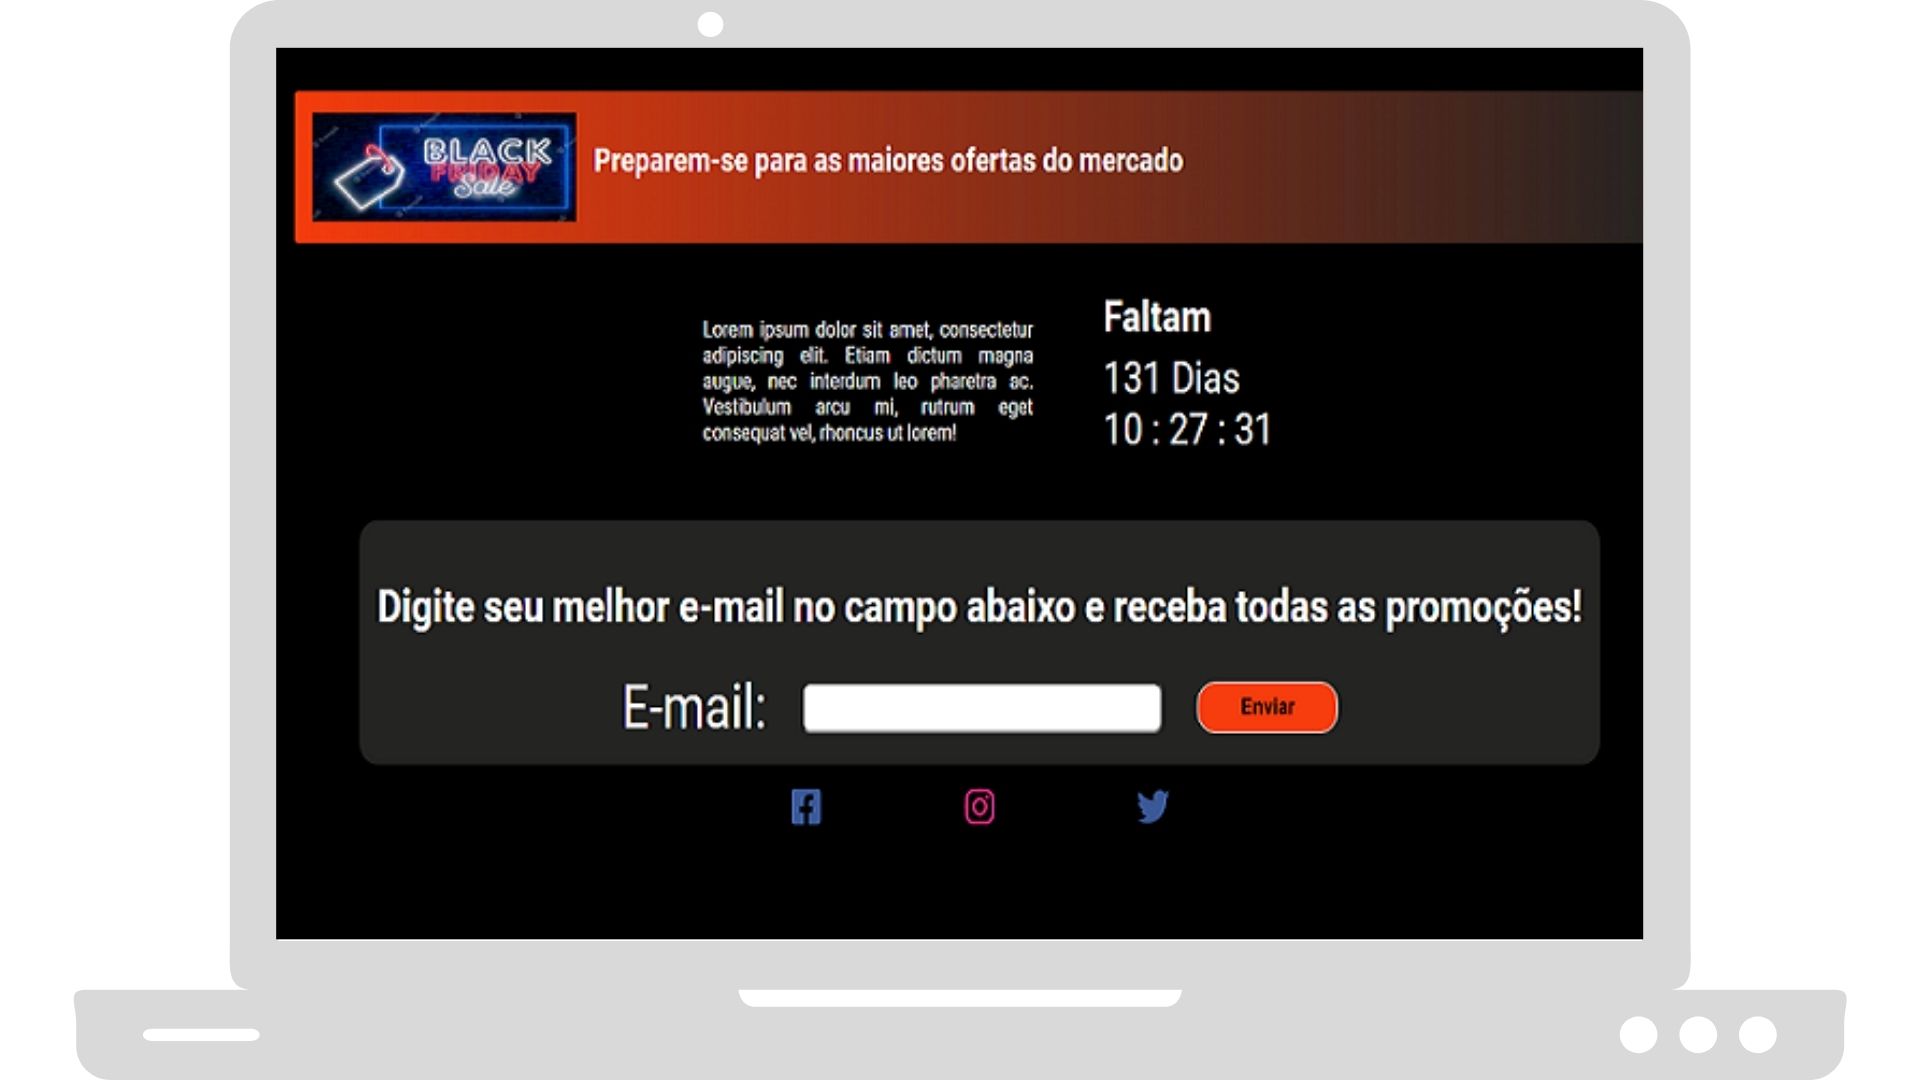 BLACK
FRIDAY
Sale
Preparem-se para as maiores ofertas do mercado
Lorem ipsum dolor sit amet, consectetur
adipiscing elit. Etiam dictum magna
augue, nec interdum leo pharetra ac.
Vestibulum arcu mi, rutrum eget
consequat vel, rhoncus ut lorem!
Faltam
131 Dias
10 : 27 : 31
Digite seu melhor e-mail no campo abaixo e receba todas as promoções!
E-mail:
Enviar